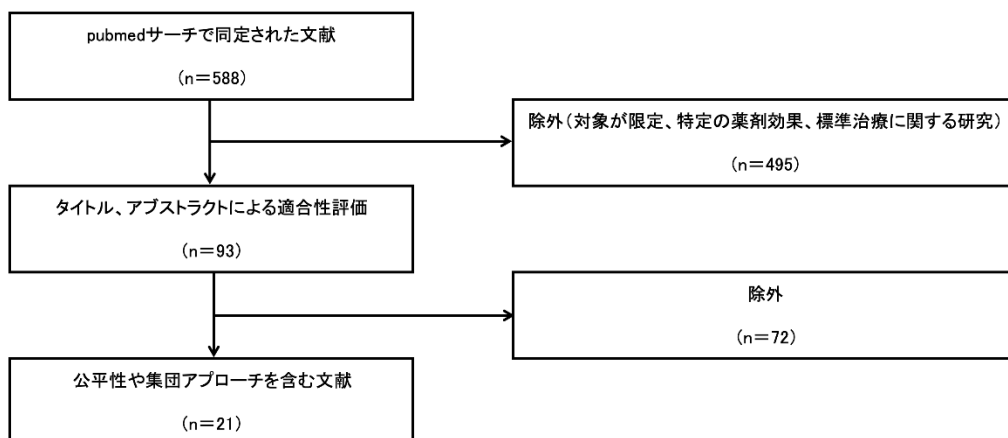 pubmedサーチで同定された文献
(n=588)
除外(対象が限定、特定の薬剤効果、標準治療に関する研究)
(n=495)
タイトル、アブストラクトによる適合性評価
(n=93)
除外
(n=72)
公平性や集団アプローチを含む文献
(n=21)